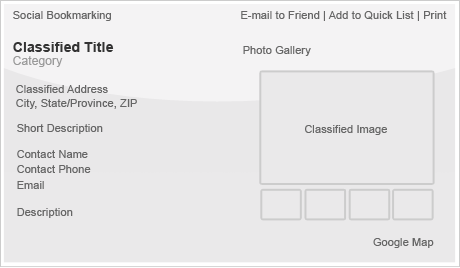 Social Bookmarking
E-mail to Friend | Add to Quick List | Print
Classified Title
Category
Photo Gallery
Classified Address
City, State/Province, ZIP
Short Description
Contact Name
Contact Phone
Email
Description
Classified Image
Google Map